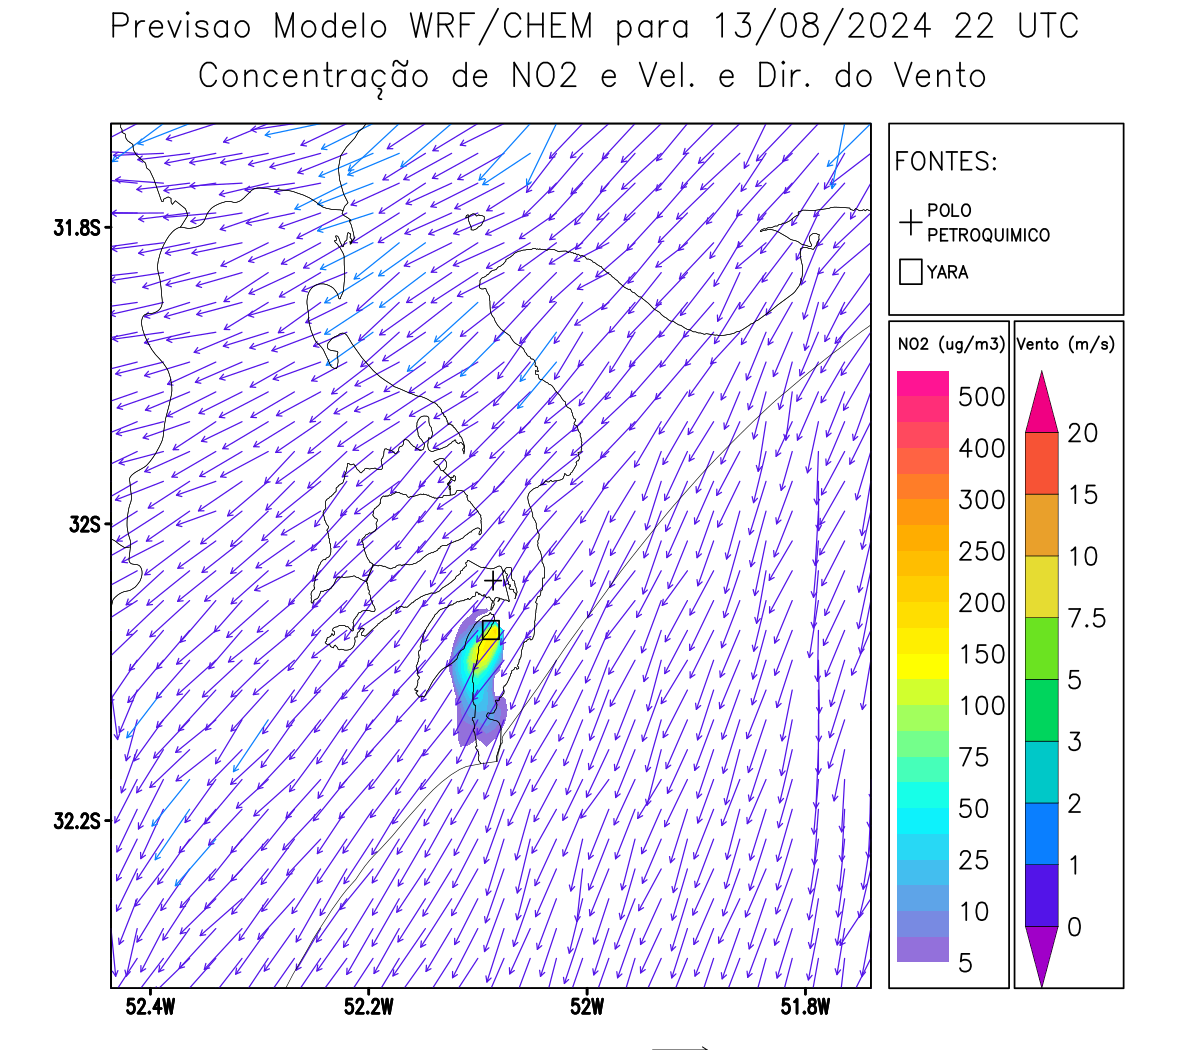 Previsao Modelo WRF/CHEM para 13/08/2024 22 UTC
Concentração de NO2 e Vel. e Dir. do Vento
FONTES:
POLO
PETROQUIMICO
YARA
NO2 (ug/m3)
500
400
300
250
200
150
100
75
50
25
10
5
Vento (m/s)
20
15
10
7.5
5
3
2
1
0
31.8S
32S
32.2S
52.4W 52.2W 52W 51.8W